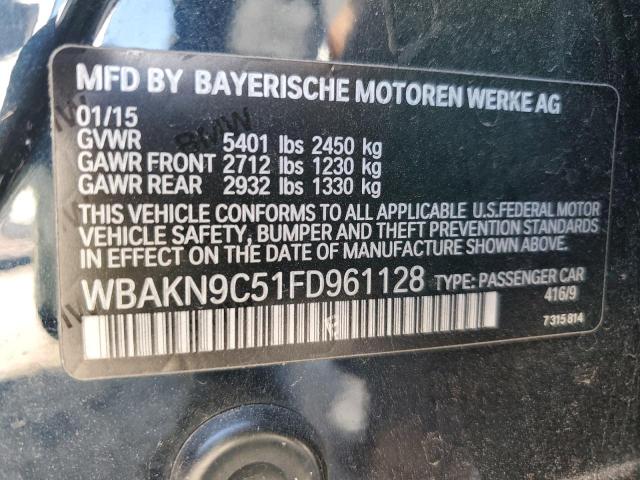 MFD BY BAYERISCHE MOTOREN WERKE AG
01/15
GVWR 5401 lbs 2450 kg
GAWR FRONT 2712 lbs 1230 kg
GAWR REAR 2932 lbs 1330 kg
THIS VEHICLE CONFORMS TO ALL APPLICABLE U.S.FEDERAL MOTOR
VEHICLE SAFETY, BUMPER AND THEFT PREVENTION STANDARDS
IN EFFECT ON THE DATE OF MANUFACTURE SHOWN ABOVE.
WBAKN9C51FD961128 TYPE: PASSENGER CAR
416/9
7315814
BMW